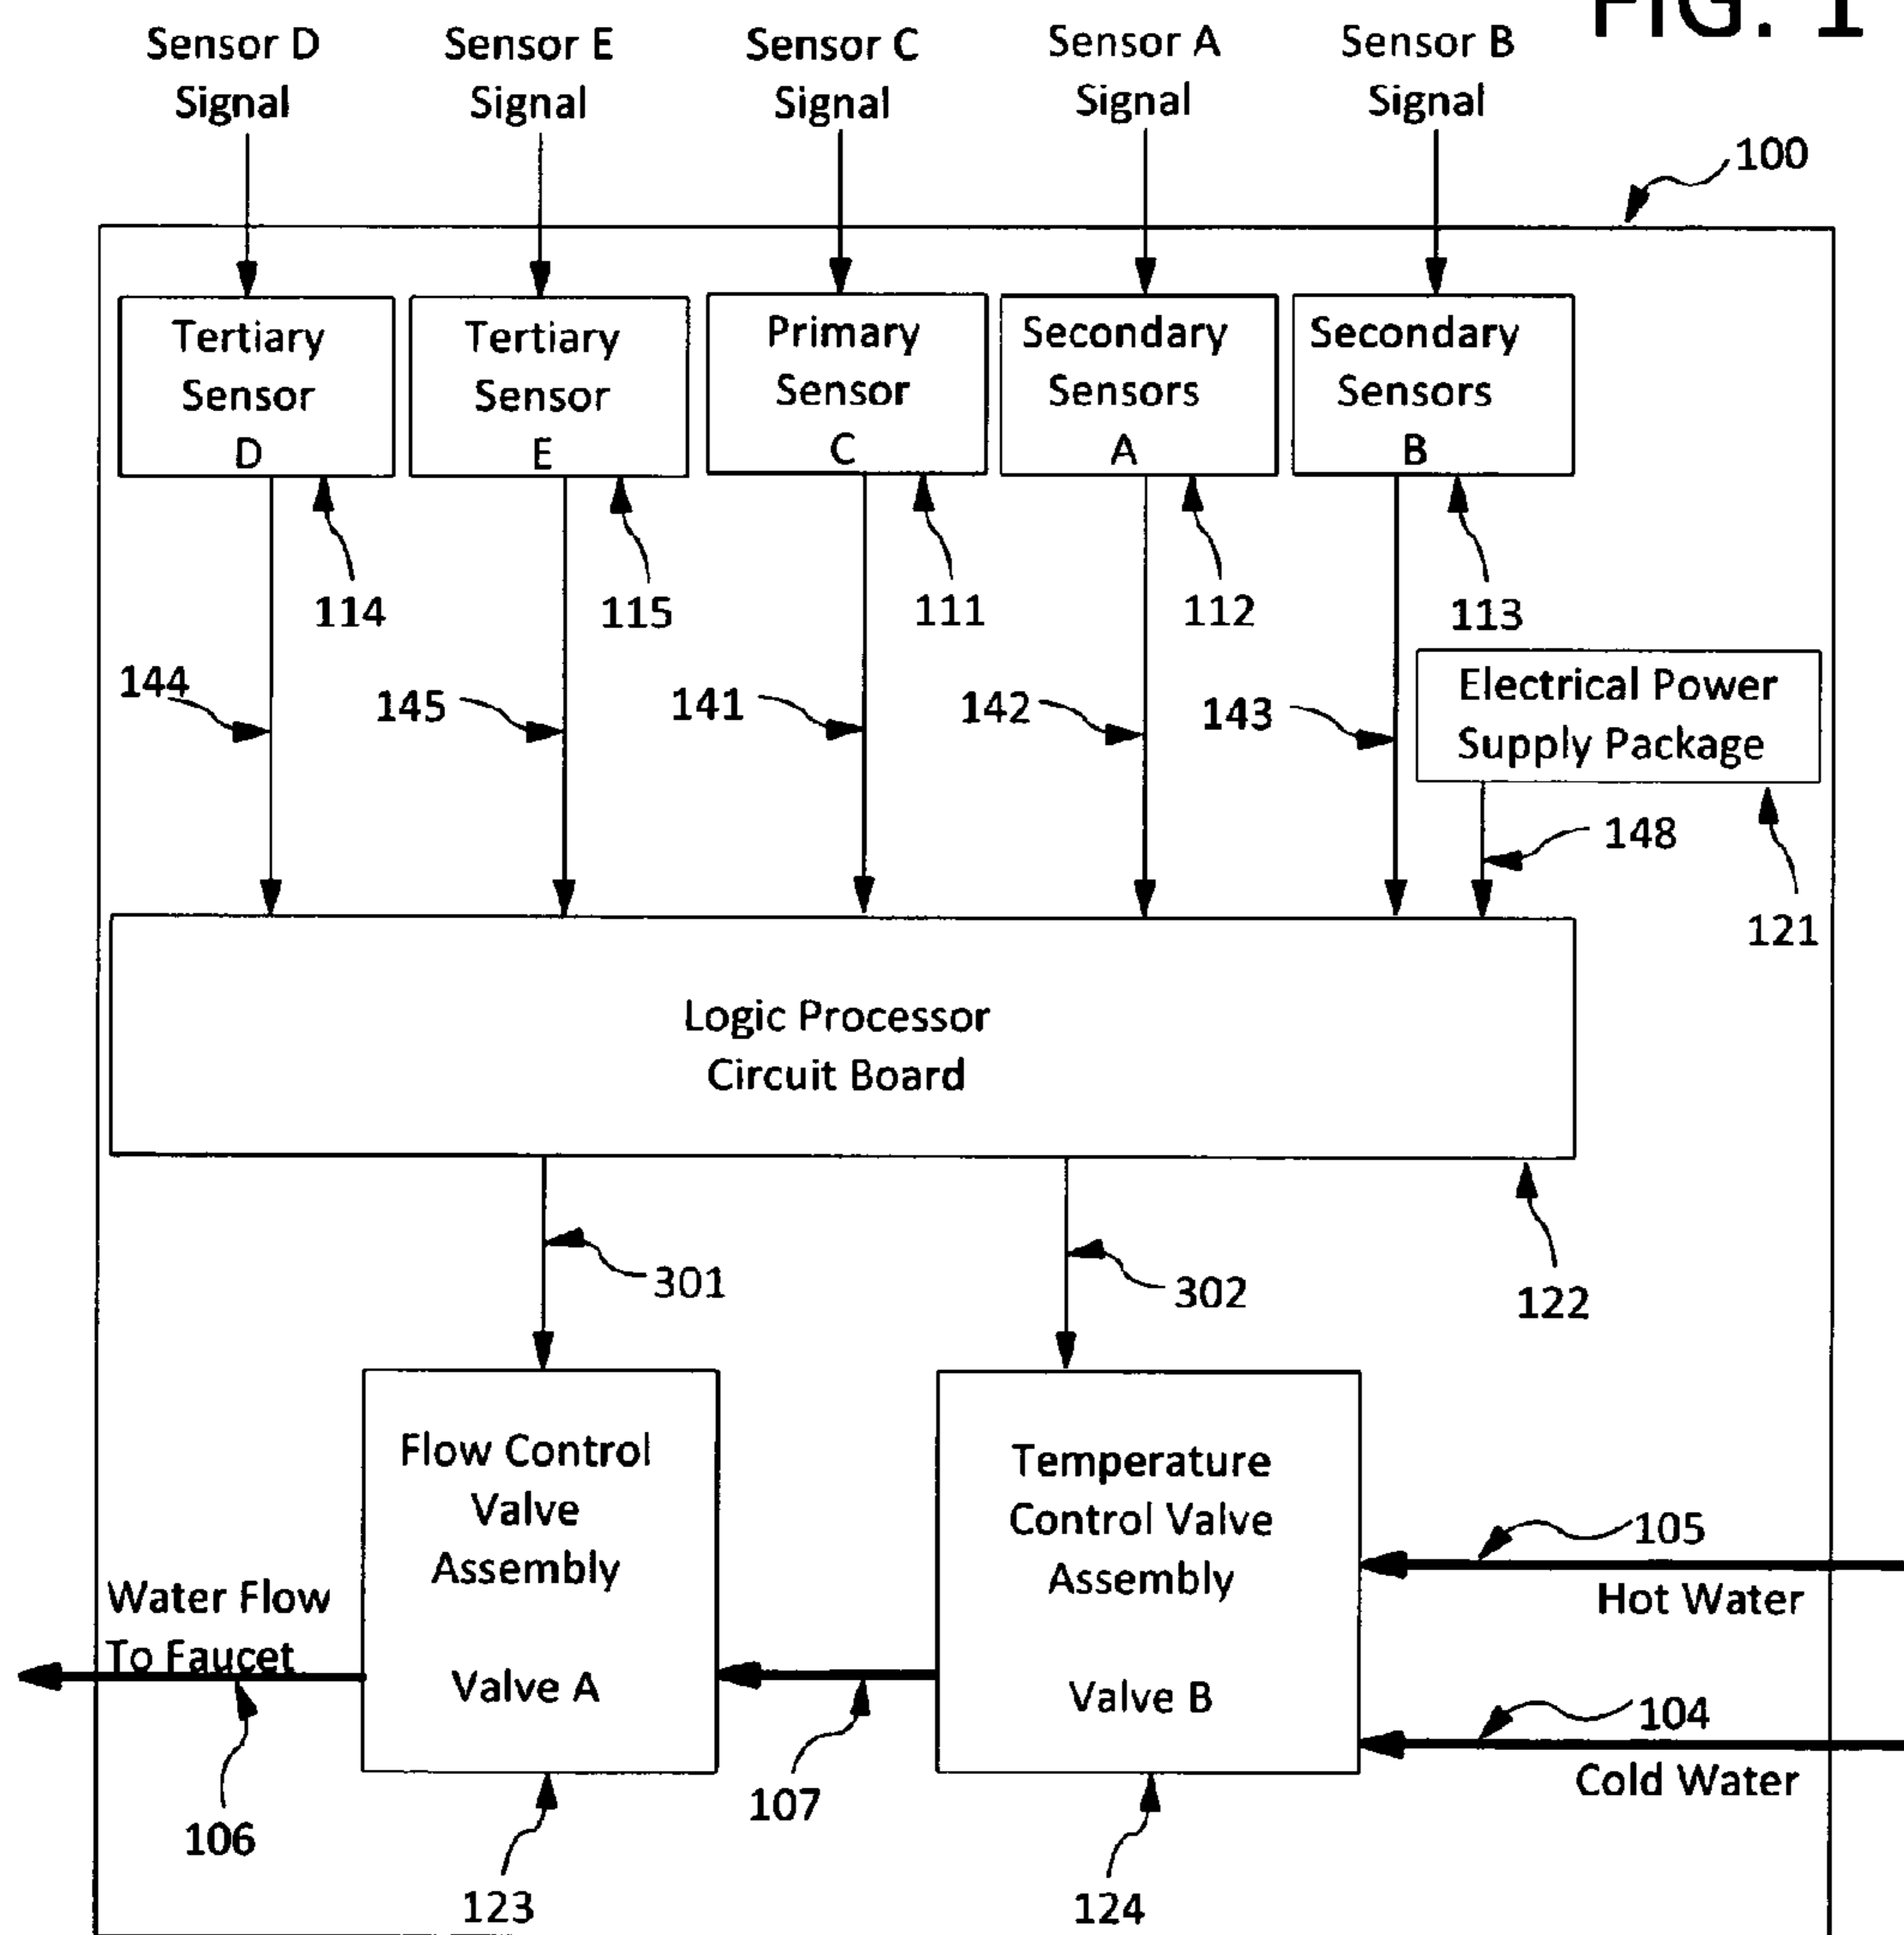 FIG. 1
Sensor D
Signal
Sensor E
Signal
Sensor C
Signal
Sensor A
Signal
Sensor B
Signal
100
Tertiary
Sensor
D
Tertiary
Sensor
E
Primary
Sensor
C
Secondary
Sensors
A
Secondary
Sensors
B
114
115
111
112
113
144
145
141
142
143
Electrical Power
Supply Package
148
121
Logic Processor
Circuit Board
301
302
122
Flow Control
Valve
Assembly
Valve A
Temperature
Control Valve
Assembly
Valve B
105
Hot Water
Water Flow
To Faucet
104
Cold Water
106
107
123
124